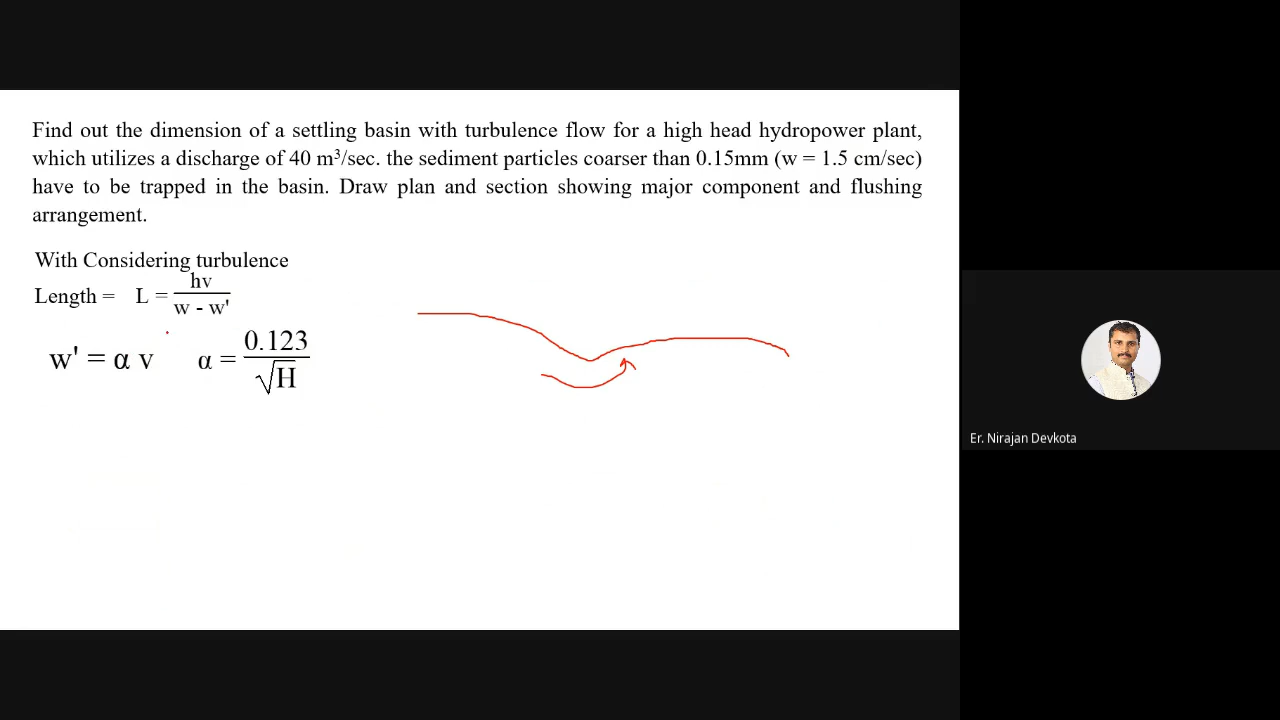 Find out the dimension of a settling basin with turbulence flow for a high head hydropower plant,
which utilizes a discharge of 40 m³/sec. the sediment particles coarser than 0.15mm (w = 1.5 cm/sec)
have to be trapped in the basin. Draw plan and section showing major component and flushing
arrangement.
With Considering turbulence
Length = L = hv / w - w'
w' = α v α = 0.123 / √H
Er. Nirajan Devkota